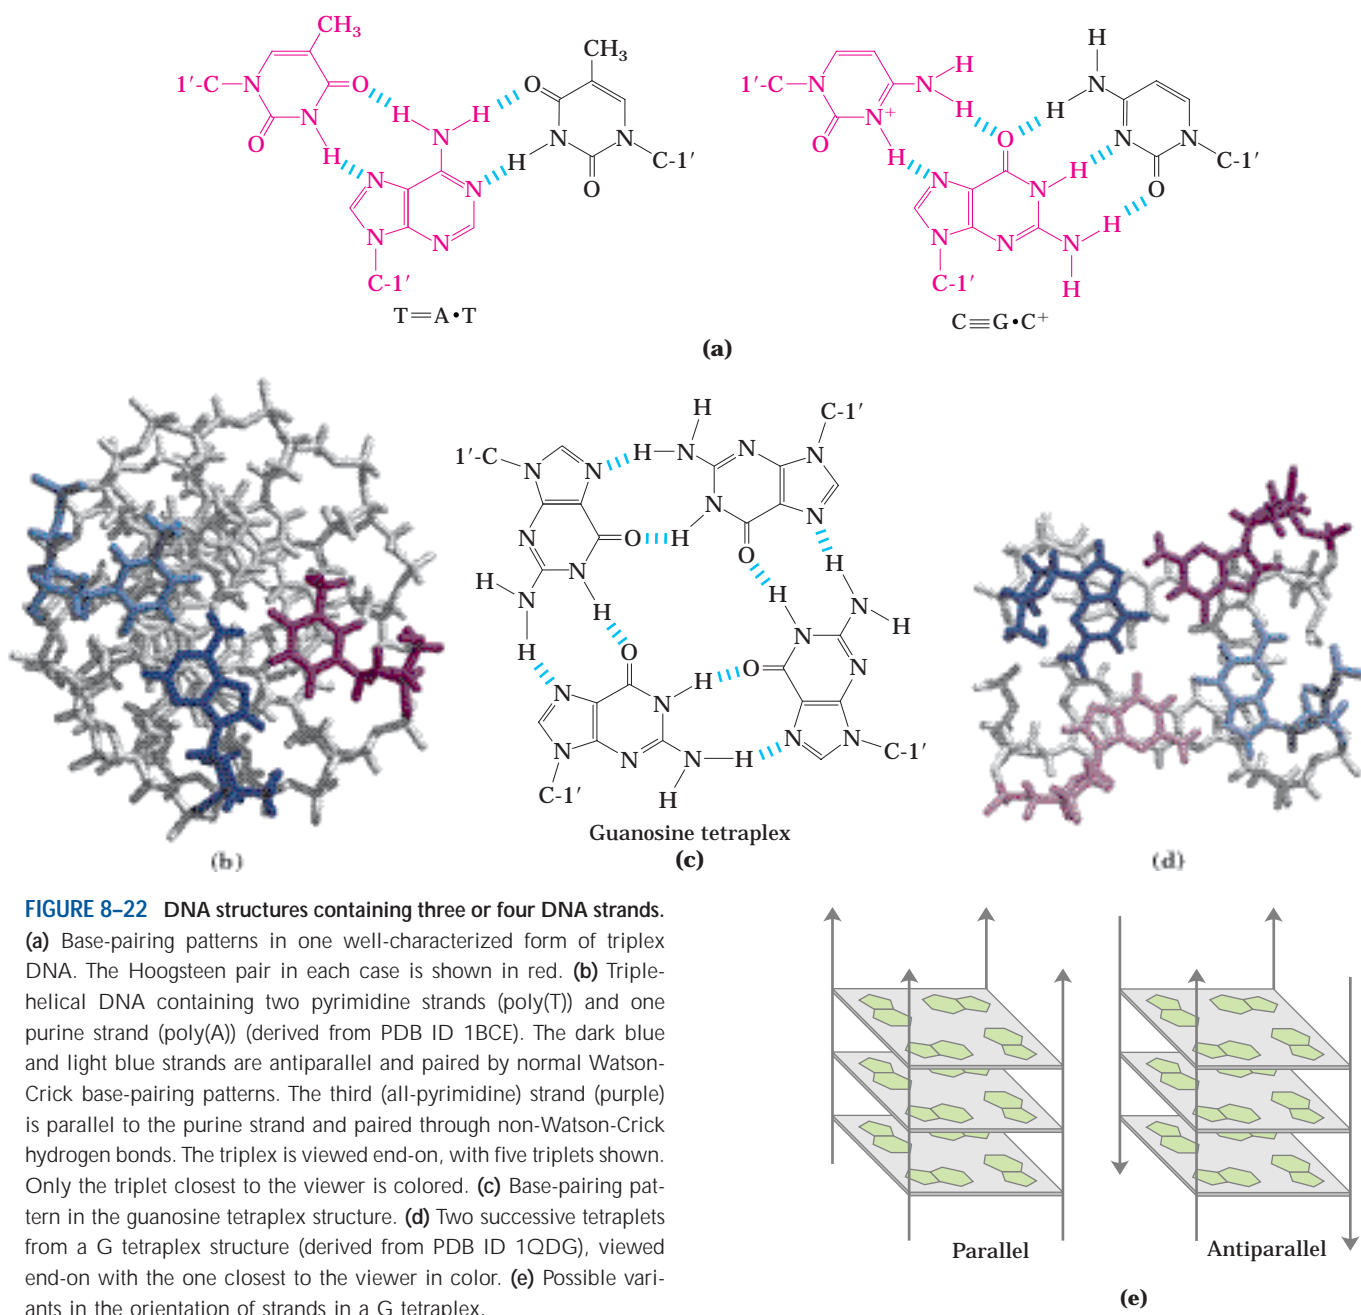 CH3
CH3
1′-C
N
O
H
H
O
O
N
H
N
H
N
C-1′
N
N
O
N
N
C-1′
T=A•T
H
H
1′-C
N
N
H
H
N
O
N+
O
H
N
N
C-1′
N
N
H
O
N
N
N
H
C-1′
H
C≡G•C+
(a)
H
C-1′
1′-C
N
N
H
N
N
N
N
O
H
N
N
H
N
O
H
H
N
H
N
H
N
H
O
H
N
N
N
H
O
N
N
N
N
N
H
N
N
C-1′
C-1′
H
Guanosine tetraplex
(b)
(c)
(d)
FIGURE 8–22 DNA structures containing three or four DNA strands.
(a) Base-pairing patterns in one well-characterized form of triplex
DNA. The Hoogsteen pair in each case is shown in red. (b) Triple-
helical DNA containing two pyrimidine strands (poly(T)) and one
purine strand (poly(A)) (derived from PDB ID 1BCE). The dark blue
and light blue strands are antiparallel and paired by normal Watson-
Crick base-pairing patterns. The third (all-pyrimidine) strand (purple)
is parallel to the purine strand and paired through non-Watson-Crick
hydrogen bonds. The triplex is viewed end-on, with five triplets shown.
Only the triplet closest to the viewer is colored. (c) Base-pairing pat-
tern in the guanosine tetraplex structure. (d) Two successive tetraplets
from a G tetraplex structure (derived from PDB ID 1QDG), viewed
end-on with the one closest to the viewer in color. (e) Possible vari-
ants in the orientation of strands in a G tetraplex.
Parallel
Antiparallel
(e)